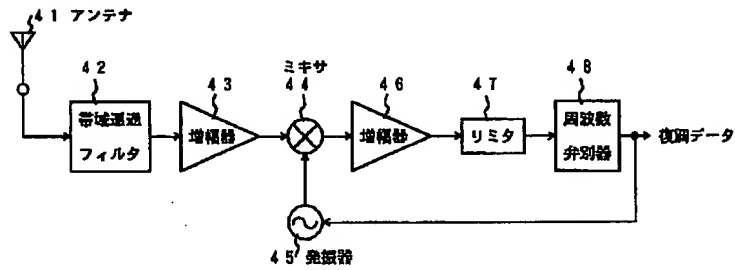 41 アンテナ
42
帯域通過
フィルタ
43
増幅器
ミキサ
44
45 発振器
46
増幅器
47
リミタ
48
周波数
弁別器
復調データ